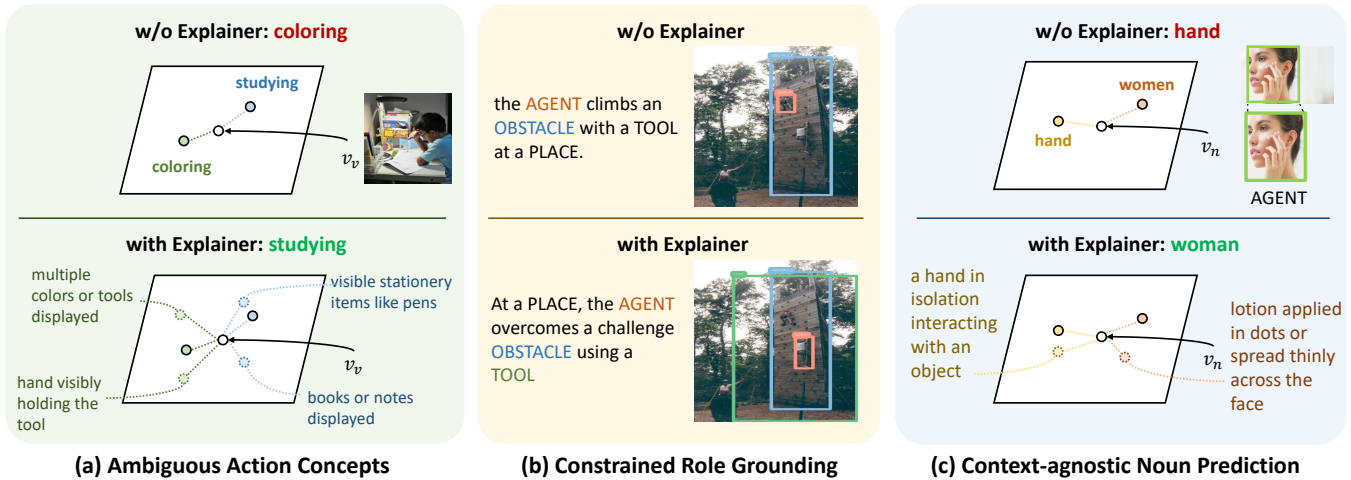 w/o Explainer: coloring
studying
coloring
v_v
with Explainer: studying
multiple
colors or tools
displayed
visible stationery
items like pens
hand visibly
holding the
tool
v_v
books or notes
displayed
(a) Ambiguous Action Concepts
w/o Explainer
the AGENT climbs an
OBSTACLE with a TOOL
at a PLACE.
with Explainer
At a PLACE, the AGENT
overcomes a challenge
OBSTACLE using a
TOOL
(b) Constrained Role Grounding
w/o Explainer: hand
women
hand
v_n
AGENT
with Explainer: woman
a hand in
isolation
interacting
with an
object
v_n
lotion applied
in dots or
spread thinly
across the
face
(c) Context-agnostic Noun Prediction